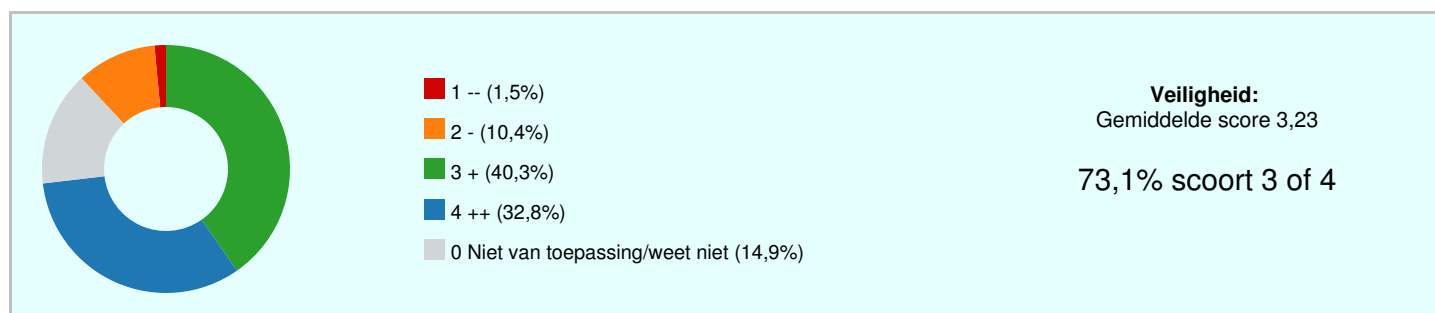 1 -- (1,5%)
2 - (10,4%)
3 + (40,3%)
4 ++ (32,8%)
0 Niet van toepassing/weet niet (14,9%)
Veiligheid:
Gemiddelde score 3,23
73,1% scoort 3 of 4